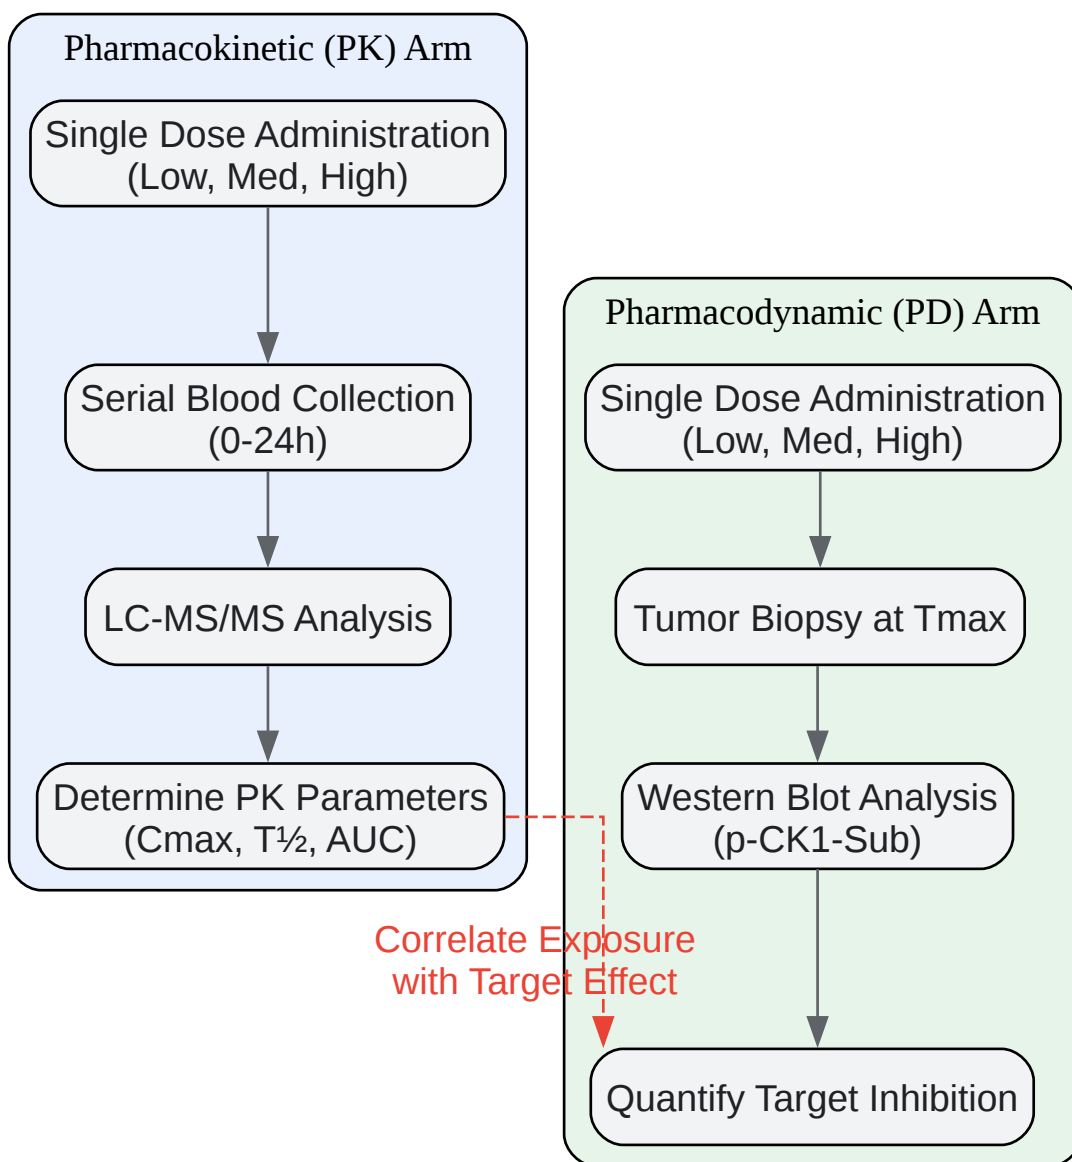 Pharmacokinetic (PK) Arm
Single Dose Administration
(Low, Med, High)
Serial Blood Collection
(0-24h)
LC-MS/MS Analysis
Determine PK Parameters
(Cmax, T½, AUC)
Correlate Exposure
with Target Effect
Pharmacodynamic (PD) Arm
Single Dose Administration
(Low, Med, High)
Tumor Biopsy at Tmax
Western Blot Analysis
(p-CK1-Sub)
Quantify Target Inhibition